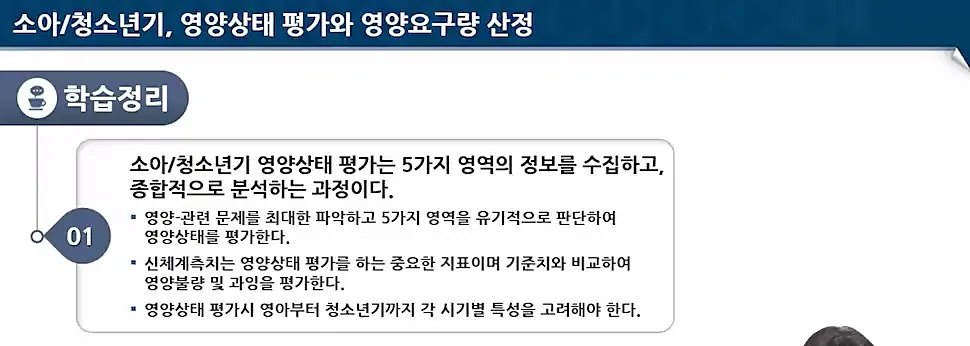 소아/청소년기, 영양상태 평가와 영양요구량 산정
학습정리
소아/청소년기 영양상태 평가는 5가지 영역의 정보를 수집하고,
종합적으로 분석하는 과정이다.
01
▪ 영양-관련 문제를 최대한 파악하고 5가지 영역을 유기적으로 판단하여
영양상태를 평가한다.
▪ 신체계측치는 영양상태 평가를 하는 중요한 지표이며 기준치와 비교하여
영양불량 및 과잉을 평가한다.
▪ 영양상태 평가시 영아부터 청소년기까지 각 시기별 특성을 고려해야 한다.